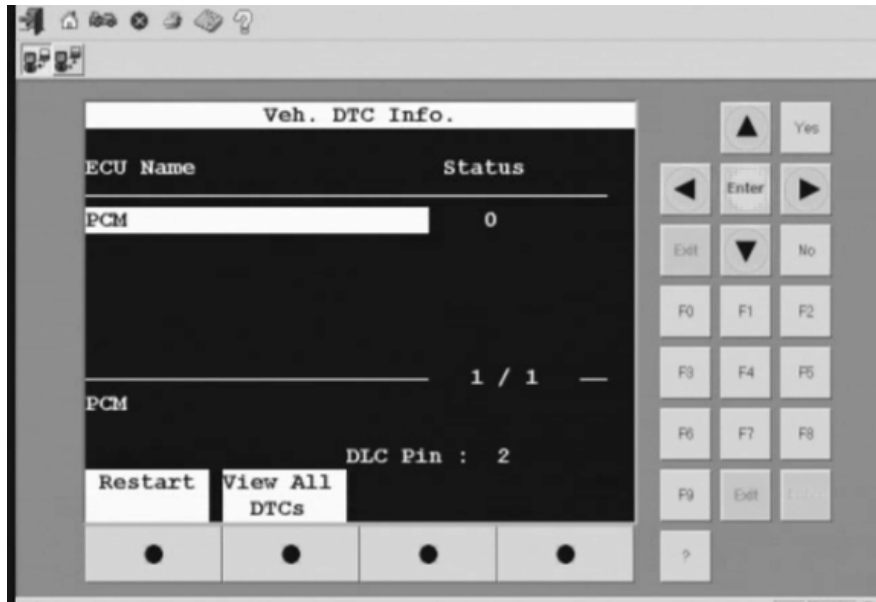 Veh. DTC Info.
ECU Name Status
PCM 0
1 / 1
PCM
DLC Pin : 2
Restart View All
DTCs
Yes
Enter
Exit No
F0 F1 F2
F3 F4 F5
F6 F7 F8
F9 Exit
?